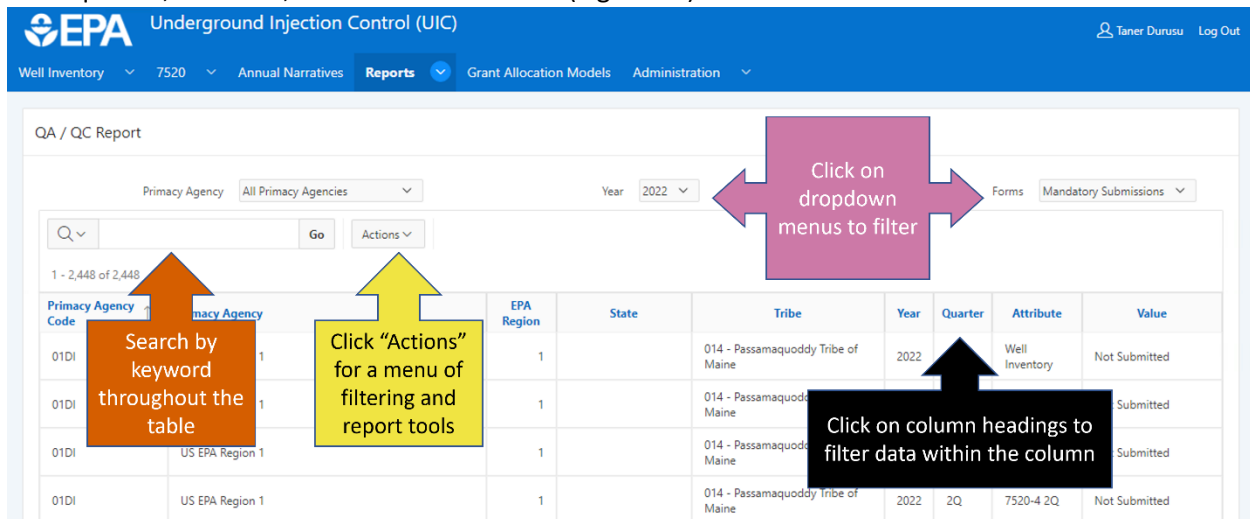 EPA Underground Injection Control (UIC)
Taner Durusu Log Out
Well Inventory 7520 Annual Narratives Reports Grant Allocation Models Administration
QA / QC Report
Primacy Agency All Primacy Agencies Year 2022 Forms Mandatory Submissions
Click on
dropdown
menus to filter
Go Actions
1 - 2,448 of 2,448
Primacy Agency
Code
macy Agency
EPA
Region
State Tribe Year Quarter Attribute Value
Search by
keyword
throughout the
table
Click “Actions”
for a menu of
filtering and
report tools
Click on column headings to
filter data within the column
01DI 1 1 014 - Passamaquoddy Tribe of
Maine
2022 Well
Inventory
Not Submitted
01DI 1 1 014 - Passamaquodd
Maine
Submitted
01DI US EPA Region 1 1 014 - Passamaquodd
Maine
Submitted
01DI US EPA Region 1 1 014 - Passamaquoddy Tribe of
Maine
2022 2Q 7520-4 2Q Not Submitted